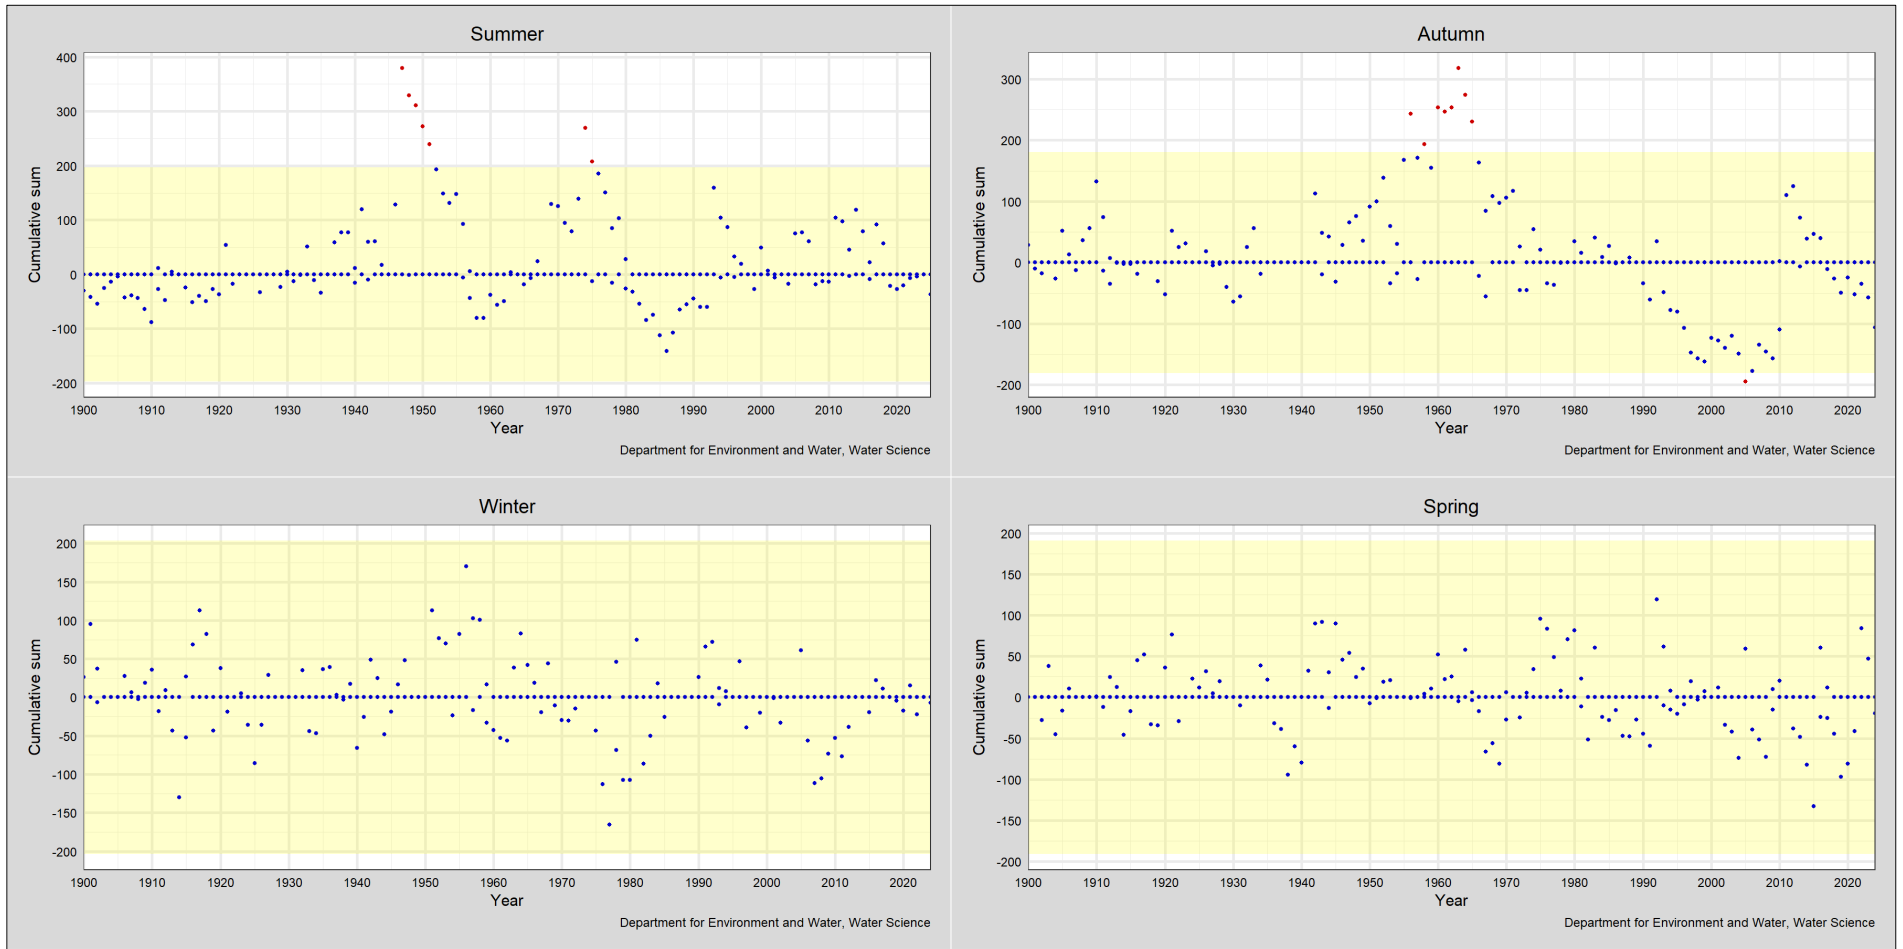 Summer
Cumulative sum
400
300
200
100
0
-100
-200
1900 1910 1920 1930 1940 1950 1960 1970 1980 1990 2000 2010 2020
Year
Department for Environment and Water, Water Science
Autumn
Cumulative sum
300
200
100
0
-100
-200
1900 1910 1920 1930 1940 1950 1960 1970 1980 1990 2000 2010 2020
Year
Department for Environment and Water, Water Science
Winter
Cumulative sum
200
150
100
50
0
-50
-100
-150
-200
1900 1910 1920 1930 1940 1950 1960 1970 1980 1990 2000 2010 2020
Year
Department for Environment and Water, Water Science
Spring
Cumulative sum
200
150
100
50
0
-50
-100
-150
-200
1900 1910 1920 1930 1940 1950 1960 1970 1980 1990 2000 2010 2020
Year
Department for Environment and Water, Water Science